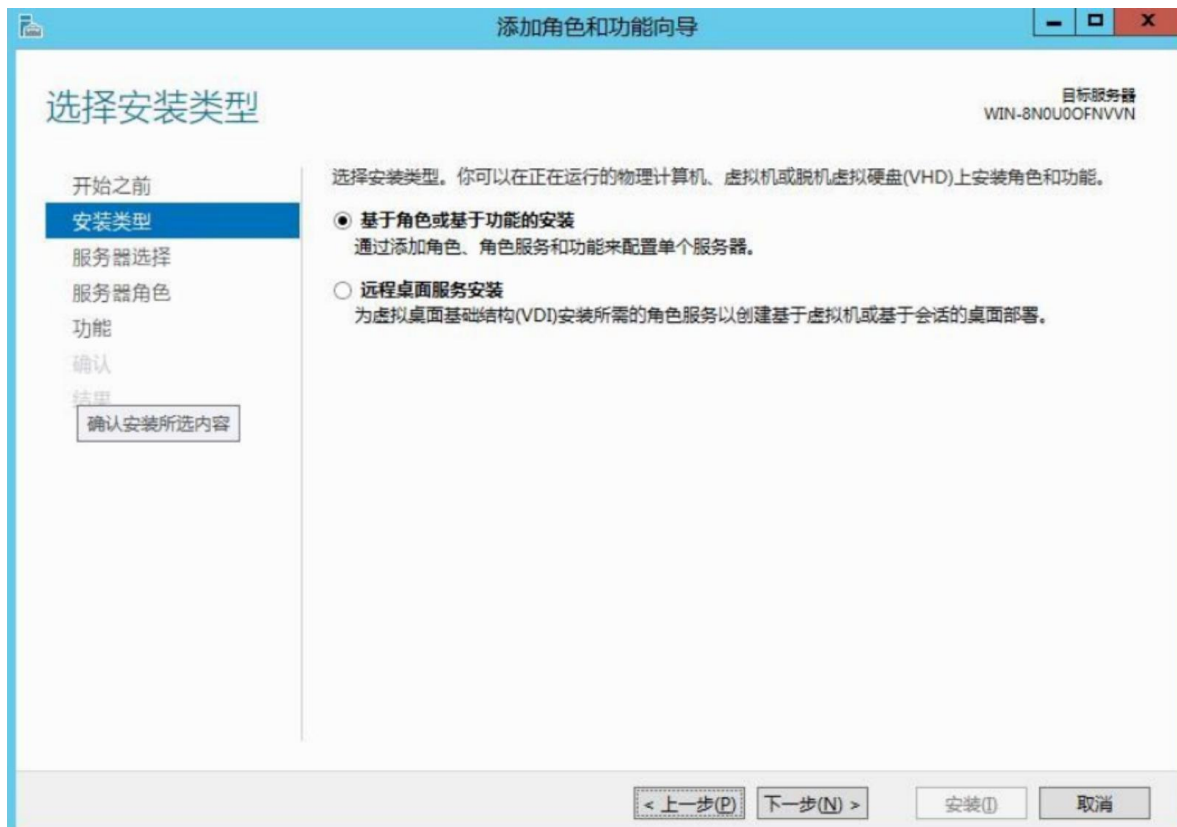 添加角色和功能向导
选择安装类型
目标服务器
WIN-8N0U0OFNVVN
开始之前
安装类型
服务器选择
服务器角色
功能
确认
结果
确认安装所选内容
选择安装类型。你可以在正在运行的物理计算机、虚拟机或脱机虚拟硬盘(VHD)上安装角色和功能。
基于角色或基于功能的安装
通过添加角色、角色服务和功能来配置单个服务器。
远程桌面服务安装
为虚拟桌面基础结构(VDI)安装所需的角色服务以创建基于虚拟机或基于会话的桌面部署。
< 上一步(P) 下一步(N) > 安装(I) 取消